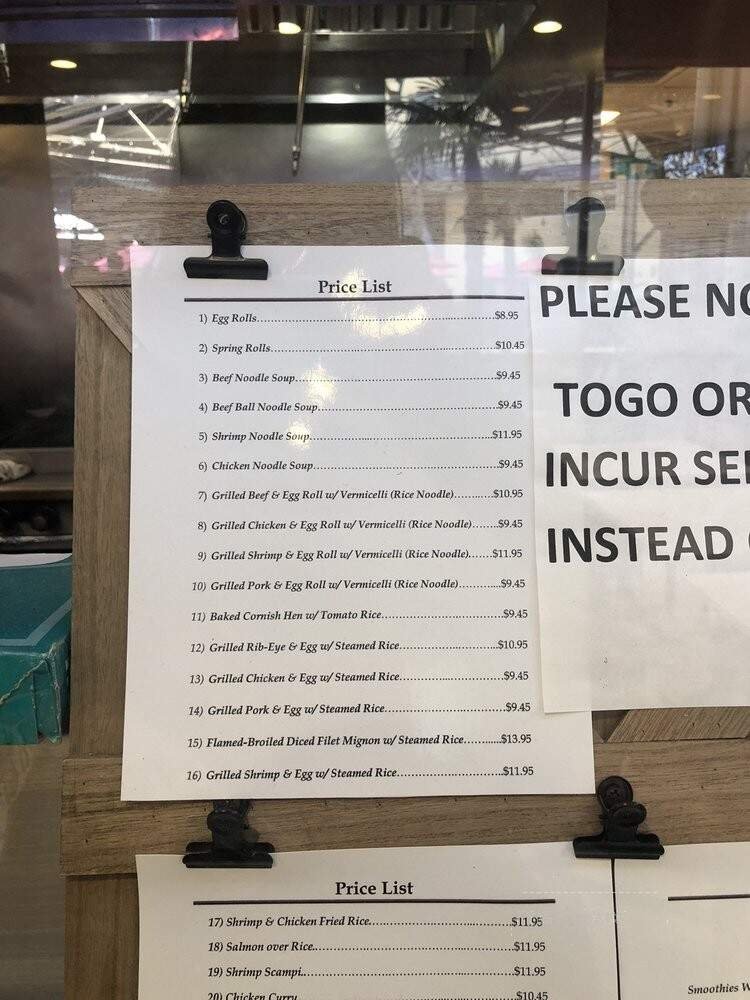 Price List
1) Egg Rolls..........$8.95
2) Spring Rolls..........$10.45
3) Beef Noodle Soup..........$9.45
4) Beef Ball Noodle Soup..........$9.45
5) Shrimp Noodle Soup..........$11.95
6) Chicken Noodle Soup..........$9.45
7) Grilled Beef & Egg Roll w/ Vermicelli (Rice Noodle)..........$10.95
8) Grilled Chicken & Egg Roll w/ Vermicelli (Rice Noodle).......$9.45
9) Grilled Shrimp & Egg Roll w/ Vermicelli (Rice Noodle)......$11.95
10) Grilled Pork & Egg Roll w/ Vermicelli (Rice Noodle)..........$9.45
11) Baked Cornish Hen w/ Tomato Rice..........$9.45
12) Grilled Rib-Eye & Egg w/ Steamed Rice..........$10.95
13) Grilled Chicken & Egg w/ Steamed Rice..........$9.45
14) Grilled Pork & Egg w/ Steamed Rice..........$9.45
15) Flamed-Broiled Diced Filet Mignon w/ Steamed Rice..........$13.95
16) Grilled Shrimp & Egg w/ Steamed Rice..........$11.95
PLEASE NO
TOGO OR
INCUR SE
INSTEAD
Price List
17) Shrimp & Chicken Fried Rice..........$11.95
18) Salmon over Rice..........$11.95
19) Shrimp Scampi..........$11.95
20) Chicken Curry..........$10.45
Smoothies W